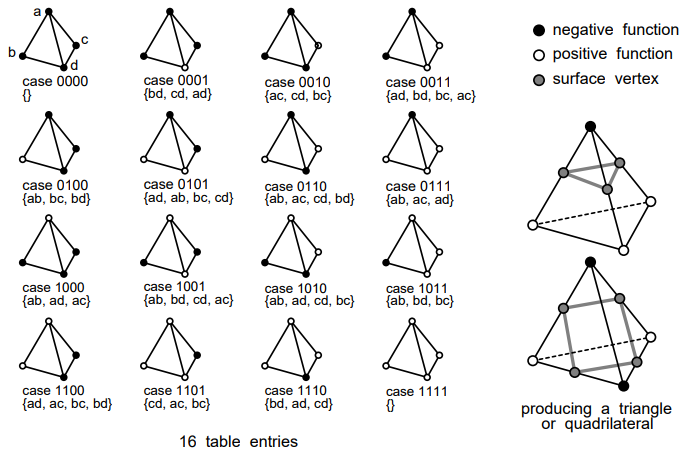 a
b
c
d
case 0000
{}
case 0001
{bd, cd, ad}
case 0010
{ac, cd, bc}
case 0011
{ad, bd, bc, ac}
negative function
positive function
surface vertex
case 0100
{ab, bc, bd}
case 0101
{ad, ab, bc, cd}
case 0110
{ab, ac, cd, bd}
case 0111
{ab, ac, ad}
case 1000
{ab, ad, ac}
case 1001
{ab, bd, cd, ac}
case 1010
{ab, ad, cd, bc}
case 1011
{ab, bd, bc}
case 1100
{ad, ac, bc, bd}
case 1101
{cd, ac, bc}
case 1110
{bd, ad, cd}
case 1111
{}
16 table entries
producing a triangle
or quadrilateral